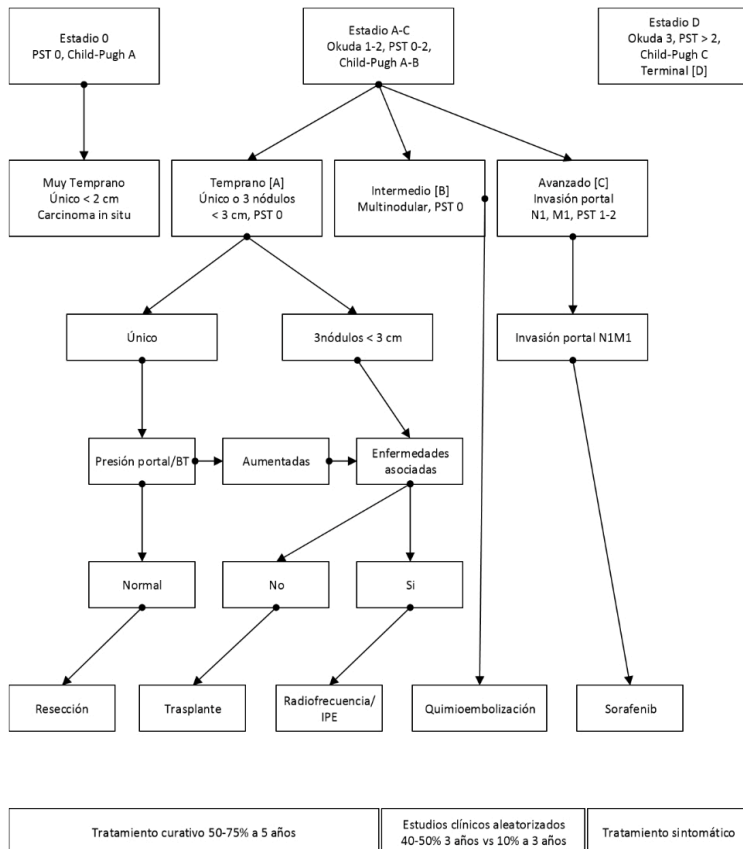 Estadio 0
PST 0, Child-Pugh A
Estadio A-C
Okuda 1-2, PST 0-2,
Child-Pugh A-B
Estadio D
Okuda 3, PST > 2,
Child-Pugh C
Terminal [D]
Muy Temprano
Único < 2 cm
Carcinoma in situ
Temprano [A]
Único o 3 nódulos
< 3 cm, PST 0
Intermedio [B]
Multinodular, PST 0
Avanzado [C]
Invasión portal
N1, M1, PST 1-2
Único
3nódulos < 3 cm
Invasión portal N1M1
Presión portal/BT
Aumentadas
Enfermedades
asociadas
Normal
No
Si
Resección
Trasplante
Radiofrecuencia/
IPE
Quimioembolización
Sorafenib
Tratamiento curativo 50-75% a 5 años
Estudios clínicos aleatorizados
40-50% 3 años vs 10% a 3 años
Tratamiento sintomático